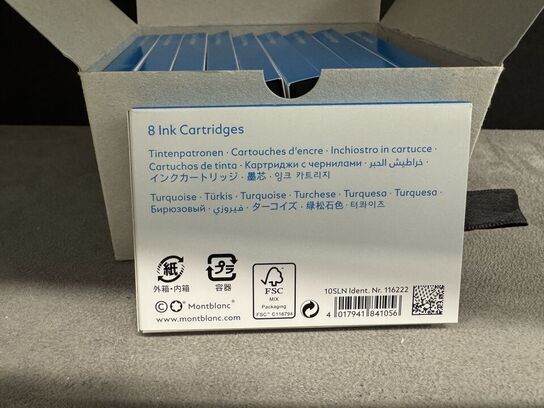 8 Ink Cartridges
Tintenpatronen · Cartouches d'encre · Inchiostro in cartucce ·
Cartuchos de tinta · Картриджи с чернилами · خراطيش الحبر ·
インクカートリッジ · 墨芯 · 잉크 카트리지
Turquoise · Türkis · Turquoise · Turchese · Turquesa · Turquesa ·
Бирюзовый · فيروزي · ターコイズ · 绿松石色 · 터콰이즈
紙
外箱・内箱
プラ
容器
FSC
MIX
Packaging
FSC™ C116794
10SLN Ident. Nr. 116222
4 017941 841056
© Montblanc®
www.montblanc.com